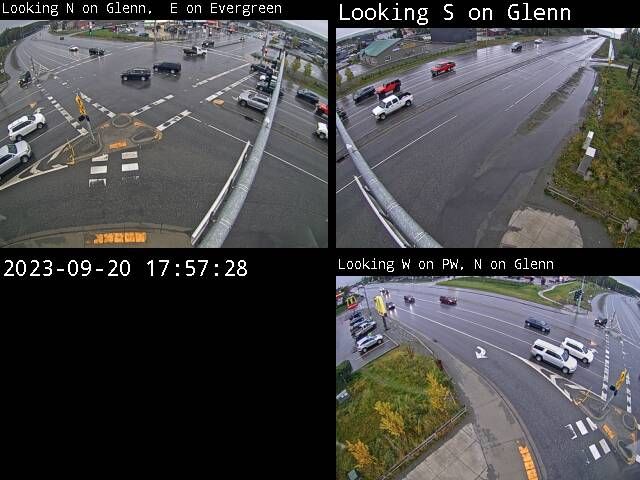 Looking N on Glenn, E on Evergreen
Looking S on Glenn
2023-09-20 17:57:28
Looking W on PW, N on Glenn